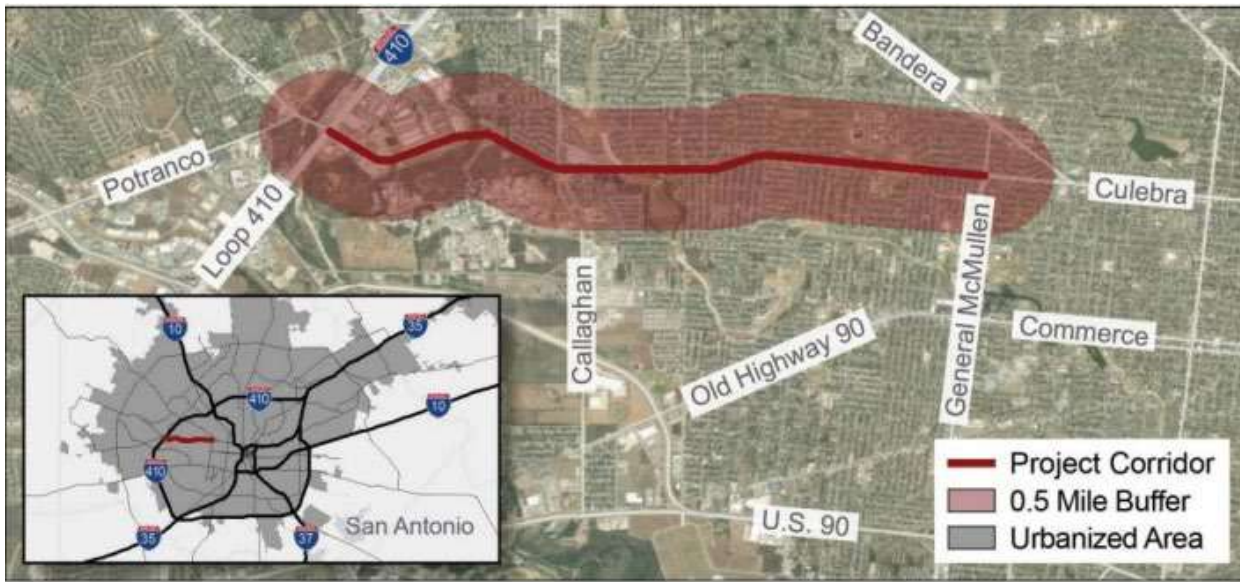 410
Bandera
Potranco
Loop 410
Culebra
General McMullen
Callaghan
Commerce
Old Highway 90
U.S. 90
10
35
410
10
410
35
37
San Antonio
Project Corridor
0.5 Mile Buffer
Urbanized Area